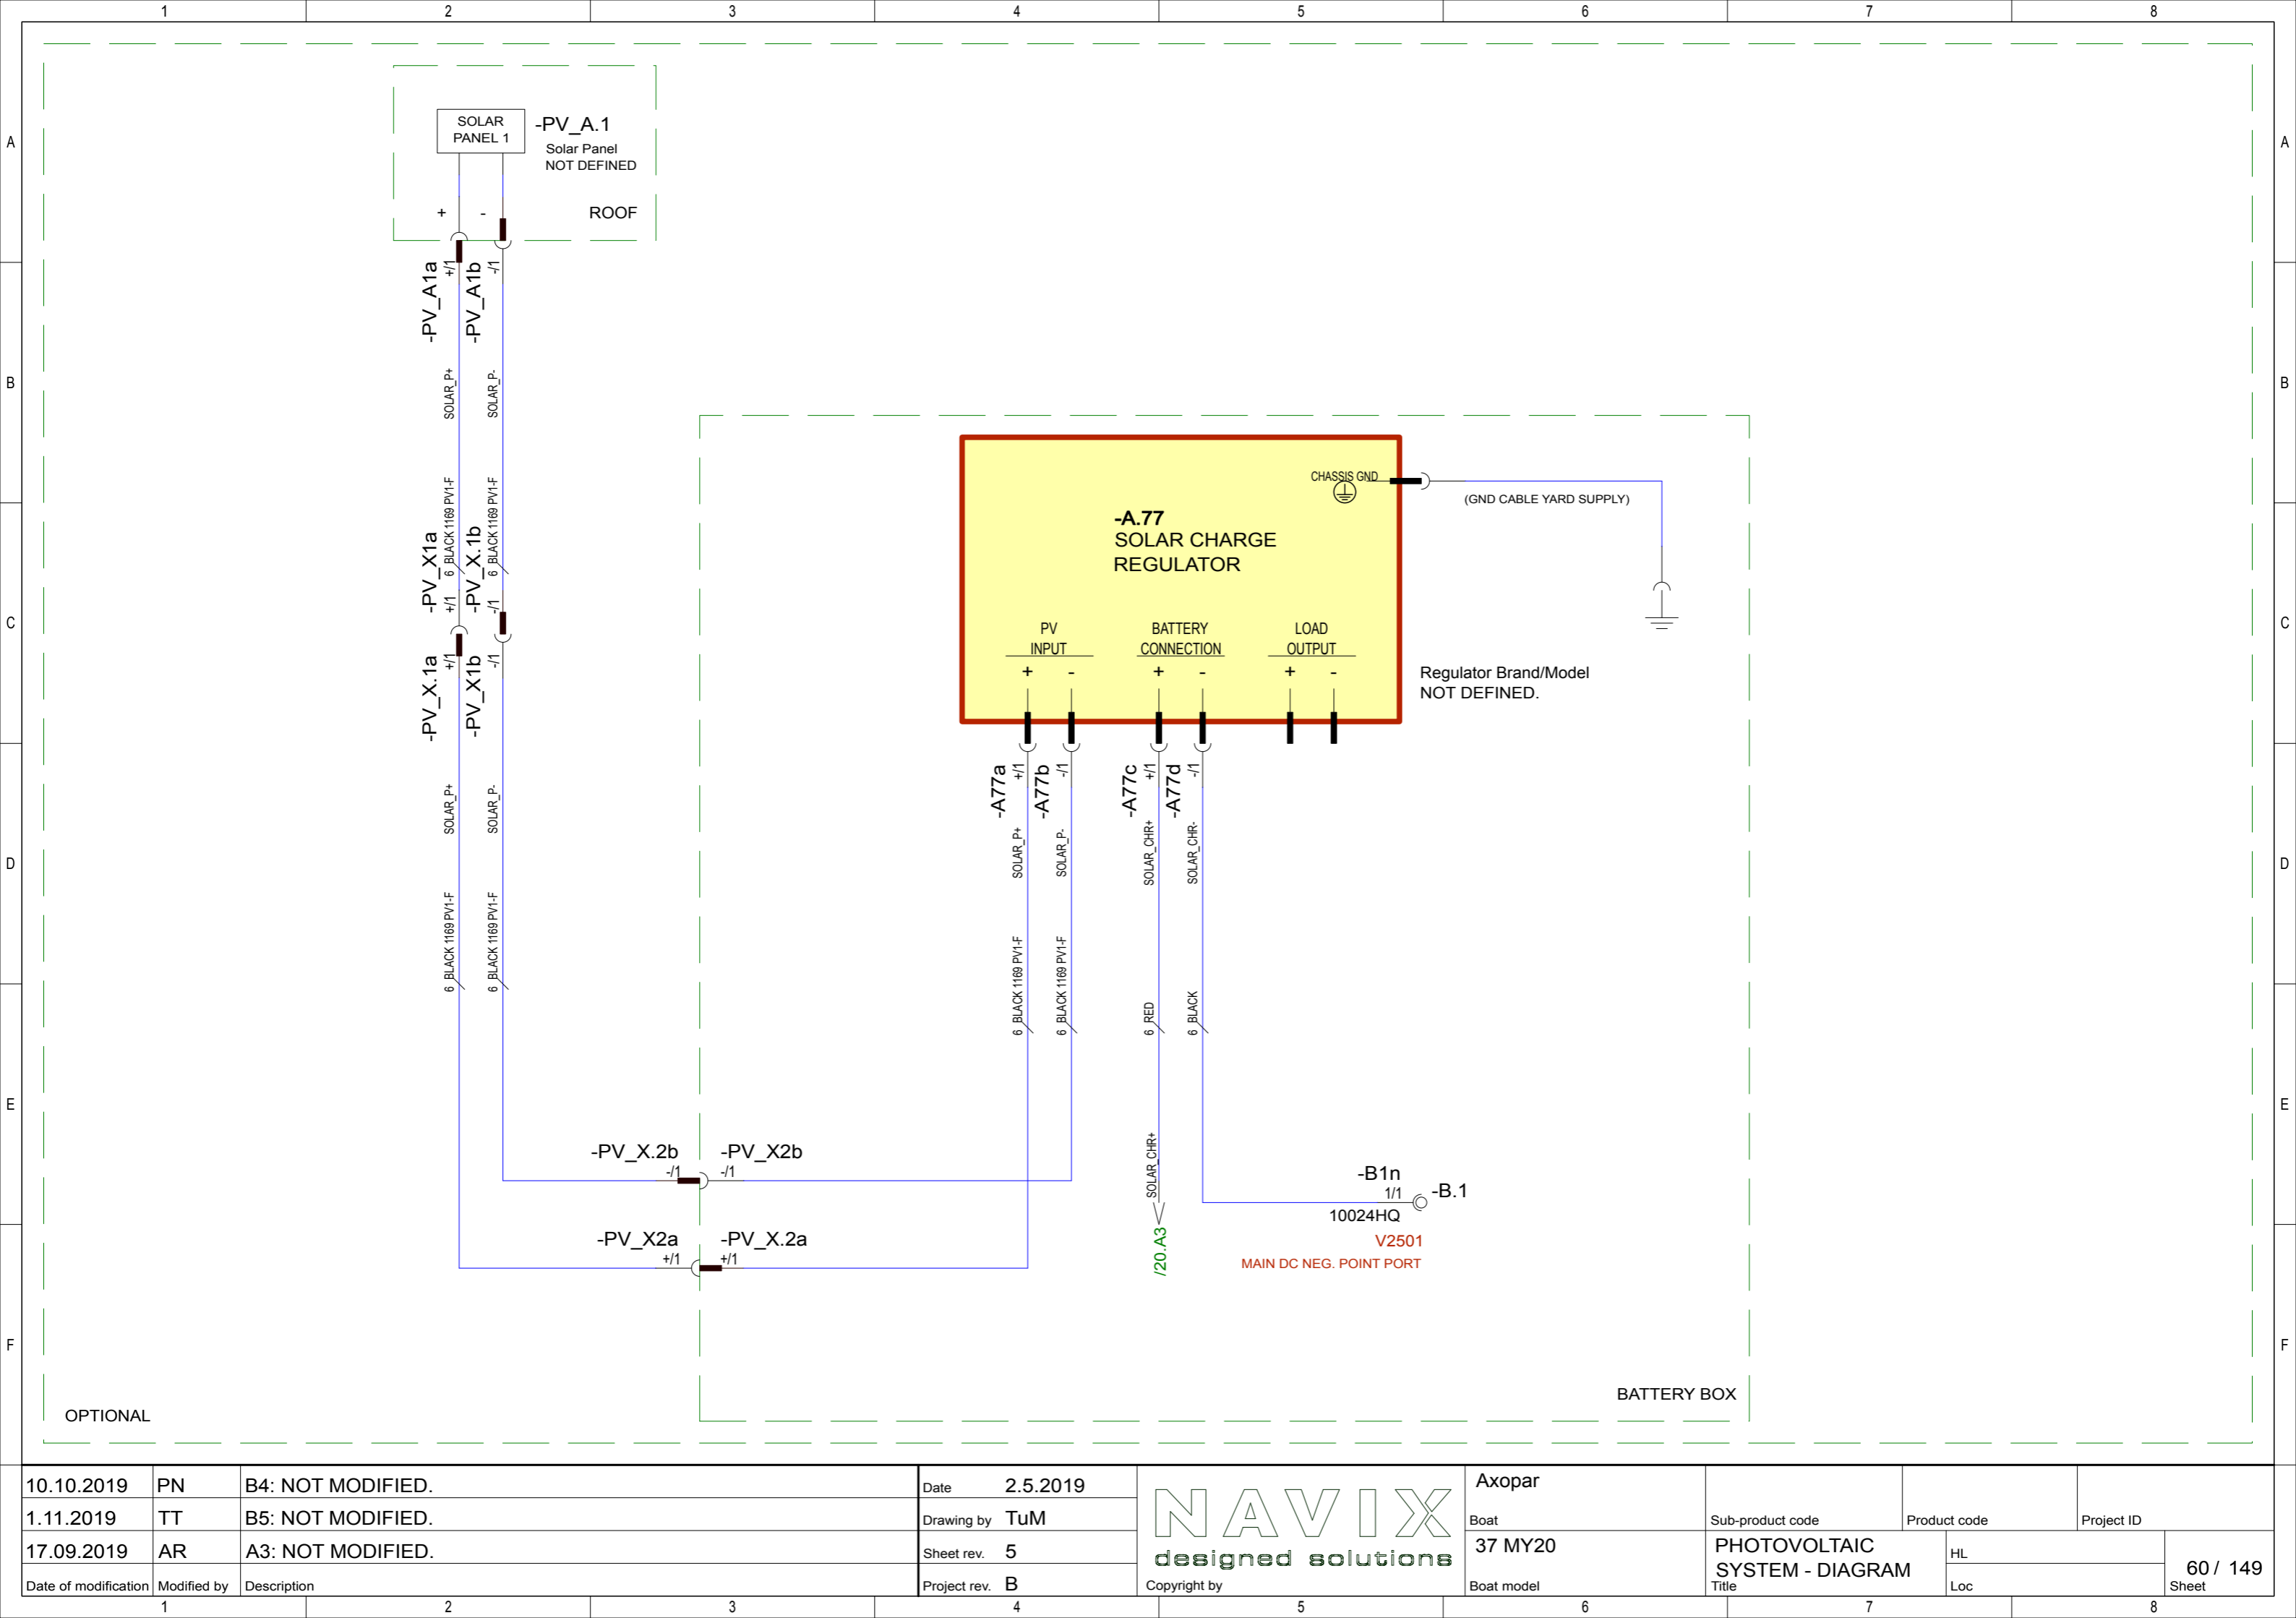 1 2 3 4 5 6 7 8
A A
B B
C C
D D
E E
F F
SOLAR
PANEL 1
-PV_A.1
Solar Panel
NOT DEFINED
+ -
ROOF
-PV_A1a
+/1
-PV_A1b
-/1
SOLAR_P+
SOLAR_P-
6 BLACK 1169 PV1-F
6 BLACK 1169 PV1-F
-PV_X1a
+/1
-PV_X.1b
-/1
-PV_X.1a
+/1
-PV_X1b
-/1
SOLAR_P+
SOLAR_P-
6 BLACK 1169 PV1-F
6 BLACK 1169 PV1-F
CHASSIS GND
(GND CABLE YARD SUPPLY)
-A.77
SOLAR CHARGE
REGULATOR
PV
INPUT
+ -
BATTERY
CONNECTION
+ -
LOAD
OUTPUT
+ -
Regulator Brand/Model
NOT DEFINED.
-A77a
+/1
-A77b
-/1
-A77c
+/1
-A77d
-/1
SOLAR_P+
SOLAR_P-
SOLAR_CHR+
SOLAR_CHR-
6 BLACK 1169 PV1-F
6 BLACK 1169 PV1-F
6 RED
6 BLACK
-PV_X.2b
-/1
-PV_X2b
-/1
-PV_X2a
+/1
-PV_X.2a
+/1
SOLAR_CHR+
/20.A3
-B1n
1/1
-B.1
10024HQ
V2501
MAIN DC NEG. POINT PORT
BATTERY BOX
OPTIONAL
10.10.2019 PN B4: NOT MODIFIED.
1.11.2019 TT B5: NOT MODIFIED.
17.09.2019 AR A3: NOT MODIFIED.
Date of modification Modified by Description
Date 2.5.2019
Drawing by TuM
Sheet rev. 5
Project rev. B
NAVIX
designed solutions
Copyright by
Axopar
Boat
37 MY20
Boat model
Sub-product code
Product code
Project ID
PHOTOVOLTAIC
SYSTEM - DIAGRAM
Title
HL
Loc
60 / 149
Sheet
1 2 3 4 5 6 7 8